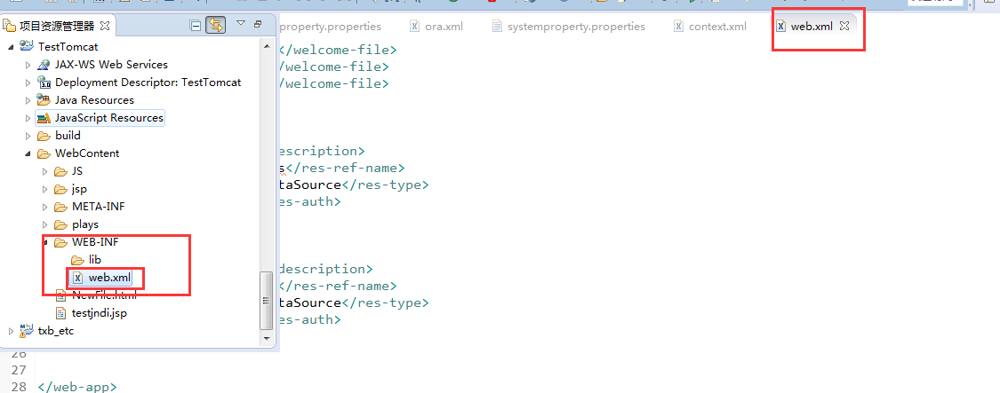 项目资源管理器
property.properties
ora.xml
systemproperty.properties
context.xml
web.xml
TestTomcat
JAX-WS Web Services
Deployment Descriptor: TestTomcat
Java Resources
JavaScript Resources
build
WebContent
JS
jsp
META-INF
plays
WEB-INF
lib
web.xml
NewFile.html
testjndi.jsp
txb_etc
</welcome-file>
</welcome-file>
</welcome-file>
escription>
s</res-ref-name>
taSource</res-type>
es-auth>
description>
</res-ref-name>
taSource</res-type>
es-auth>
26
27
28 </web-app>